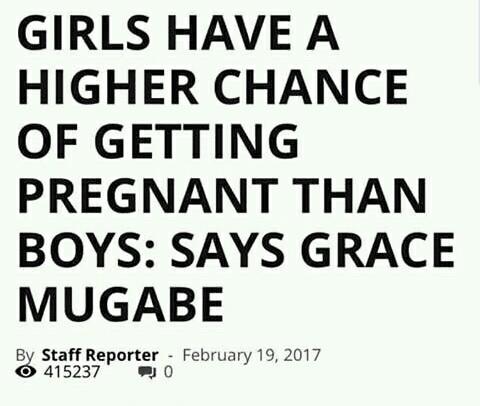 GIRLS HAVE A
HIGHER CHANCE
OF GETTING
PREGNANT THAN
BOYS: SAYS GRACE
MUGABE
By Staff Reporter - February 19, 2017
415237 0